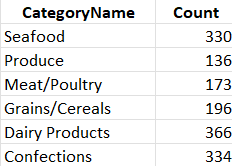 CategoryName Count
Seafood 330
Produce 136
Meat/Poultry 173
Grains/Cereals 196
Dairy Products 366
Confections 334